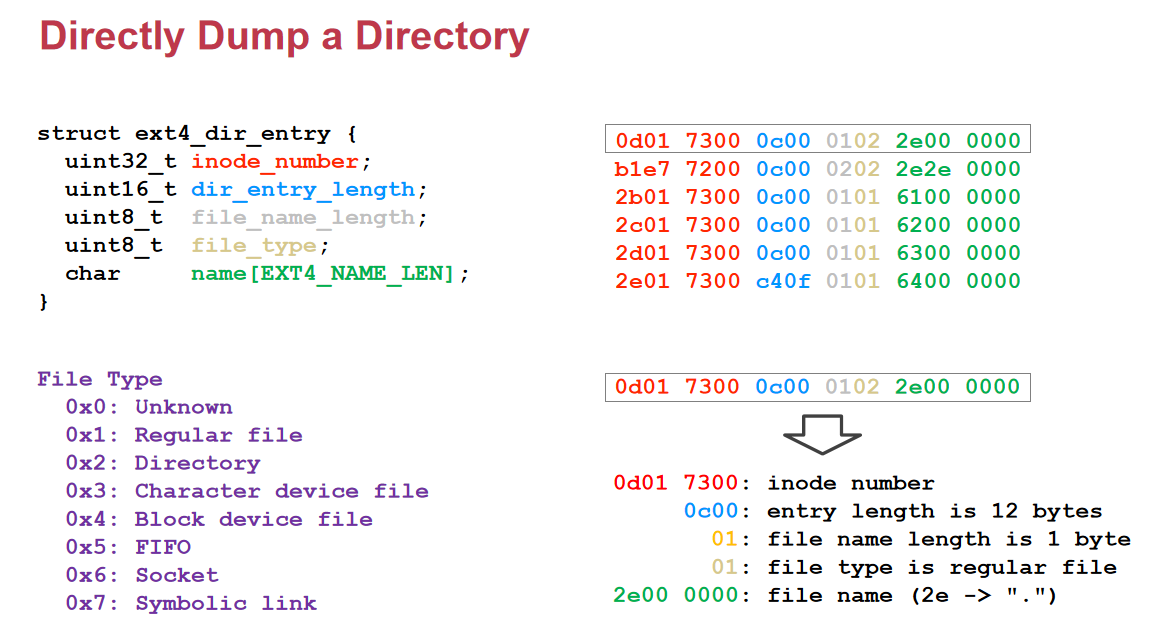 Directly Dump a Directory
struct ext4_dir_entry {
uint32_t inode_number;
uint16_t dir_entry_length;
uint8_t file_name_length;
uint8_t file_type;
char name[EXT4_NAME_LEN];
}
File Type
0x0: Unknown
0x1: Regular file
0x2: Directory
0x3: Character device file
0x4: Block device file
0x5: FIFO
0x6: Socket
0x7: Symbolic link
0d01 7300 0c00 0102 2e00 0000
b1e7 7200 0c00 0202 2e2e 0000
2b01 7300 0c00 0101 6100 0000
2c01 7300 0c00 0101 6200 0000
2d01 7300 0c00 0101 6300 0000
2e01 7300 c40f 0101 6400 0000
0d01 7300 0c00 0102 2e00 0000
0d01 7300: inode number
0c00: entry length is 12 bytes
01: file name length is 1 byte
01: file type is regular file
2e00 0000: file name (2e -> ".")